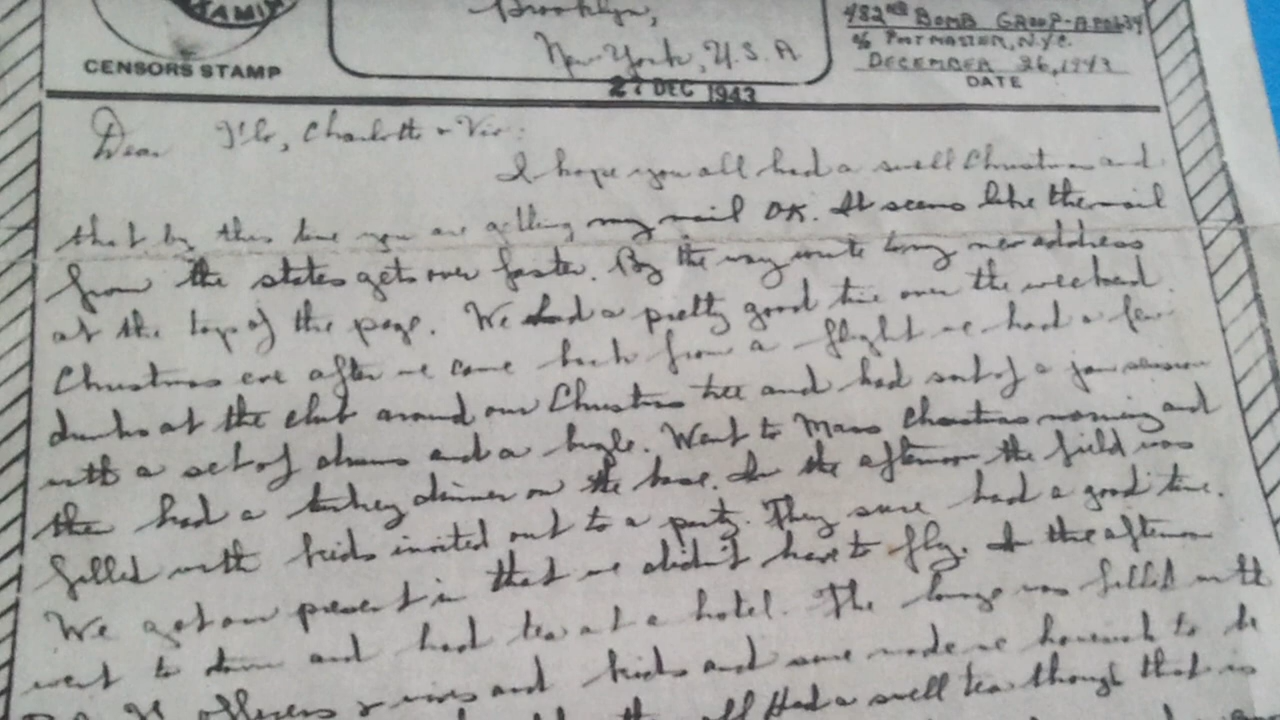 AMI
CENSORS STAMP
Brooklyn,
New York, U.S.A
482ND BOMB GROUP - APO 634
% POSTMASTER, N.Y.C.
DECEMBER 26, 1943
DATE
27 DEC 1943
Dear Flo, Charlotte & Vic:
I hope you all had a swell Christmas and
that by this time you are getting my mail OK. It seems like the mail
from the states gets over faster. By the way write to my new address
at the top of the page. We had a pretty good time over the weekend.
Christmas eve after we came back from a flight we had a few
drinks at the club around our Christmas tree and had sort of a jam session
with a set of drums and a bugle. Went to Mass Christmas morning and
then had a turkey dinner on the base. In the afternoon the field was
filled with kids invited out to a party. They sure had a good time.
We got our present in that we didn't have to fly. In the afternoon
went to town and had tea at a hotel. The lounge was filled with
officers & wives and kids and some made me homesick to be
off Had a swell tea though that is